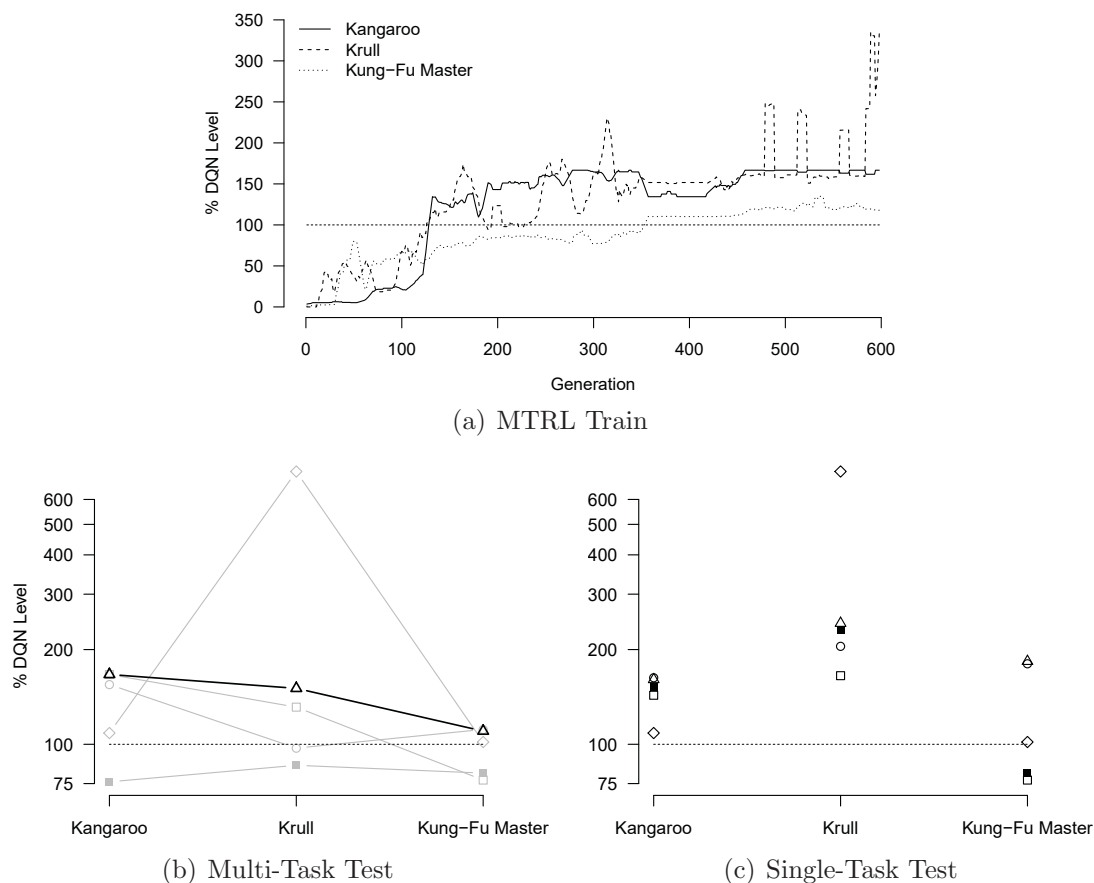 350
300
250
200
150
100
50
0
% DQN Level
Kangaroo
Krull
Kung−Fu Master
0 100 200 300 400 500 600
Generation
(a) MTRL Train
600
500
400
300
200
100
75
% DQN Level
Kangaroo Krull Kung−Fu Master
(b) Multi-Task Test
600
500
400
300
200
100
75
Kangaroo Krull Kung−Fu Master
(c) Single-Task Test